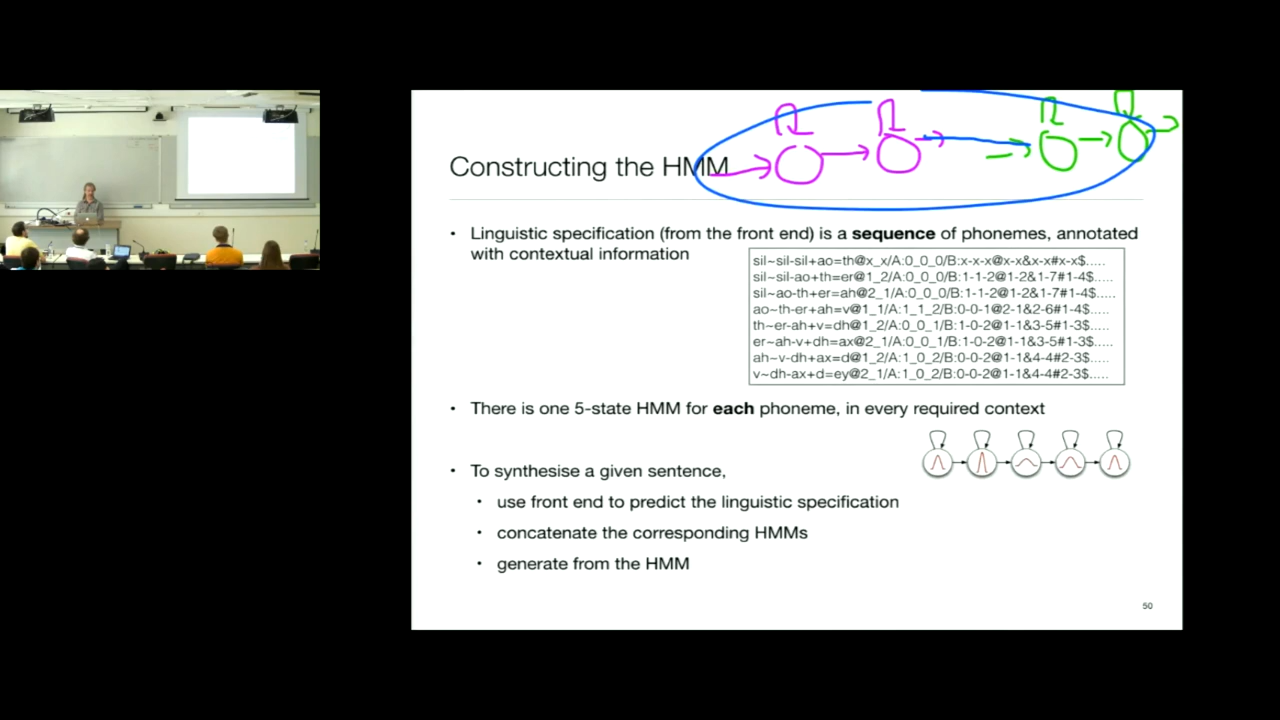 Constructing the HMM
• Linguistic specification (from the front end) is a sequence of phonemes, annotated
with contextual information
sil~sil-sil+ao=th@x_x/A:0_0_0/B:x-x-x@x-x&x-x#x-x$.....
sil~sil-ao+th=er@1_2/A:0_0_0/B:1-1-2@1-2&1-7#1-4$.....
sil~ao-th+er=ah@2_1/A:0_0_0/B:1-1-2@1-2&1-7#1-4$.....
ao~th-er+ah=v@1_1/A:1_1_2/B:0-0-1@2-1&2-6#1-4$.....
th~er-ah+v=dh@1_2/A:0_0_1/B:1-0-2@1-1&3-5#1-3$.....
er~ah-v+dh=ax@2_1/A:0_0_1/B:1-0-2@1-1&3-5#1-3$.....
ah~v-dh+ax=d@1_2/A:1_0_2/B:0-0-2@1-1&4-4#2-3$.....
v~dh-ax+d=ey@2_1/A:1_0_2/B:0-0-2@1-1&4-4#2-3$.....
• There is one 5-state HMM for each phoneme, in every required context
• To synthesise a given sentence,
• use front end to predict the linguistic specification
• concatenate the corresponding HMMs
• generate from the HMM
50